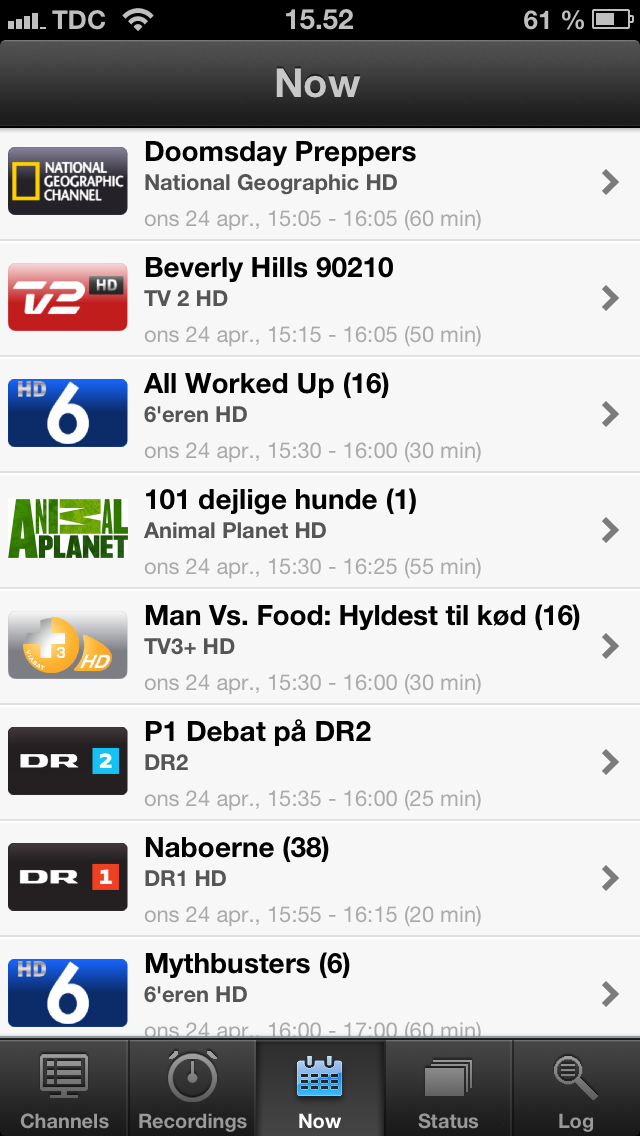 TDC 15.52 61 %
Now
NATIONAL
GEOGRAPHIC
CHANNEL
Doomsday Preppers
National Geographic HD
ons 24 apr., 15:05 - 16:05 (60 min)
TV2 HD
Beverly Hills 90210
TV 2 HD
ons 24 apr., 15:15 - 16:05 (50 min)
HD
6
All Worked Up (16)
6'eren HD
ons 24 apr., 15:30 - 16:00 (30 min)
ANIMAL
PLANET
101 dejlige hunde (1)
Animal Planet HD
ons 24 apr., 15:30 - 16:25 (55 min)
3
VIASAT
HD
Man Vs. Food: Hyldest til kød (16)
TV3+ HD
ons 24 apr., 15:30 - 16:00 (30 min)
DR 2
P1 Debat på DR2
DR2
ons 24 apr., 15:35 - 16:00 (25 min)
DR 1
Naboerne (38)
DR1 HD
ons 24 apr., 15:55 - 16:15 (20 min)
HD
6
Mythbusters (6)
6'eren HD
ons 24 apr., 16:00 - 17:00 (60 min)
Channels Recordings Now Status Log